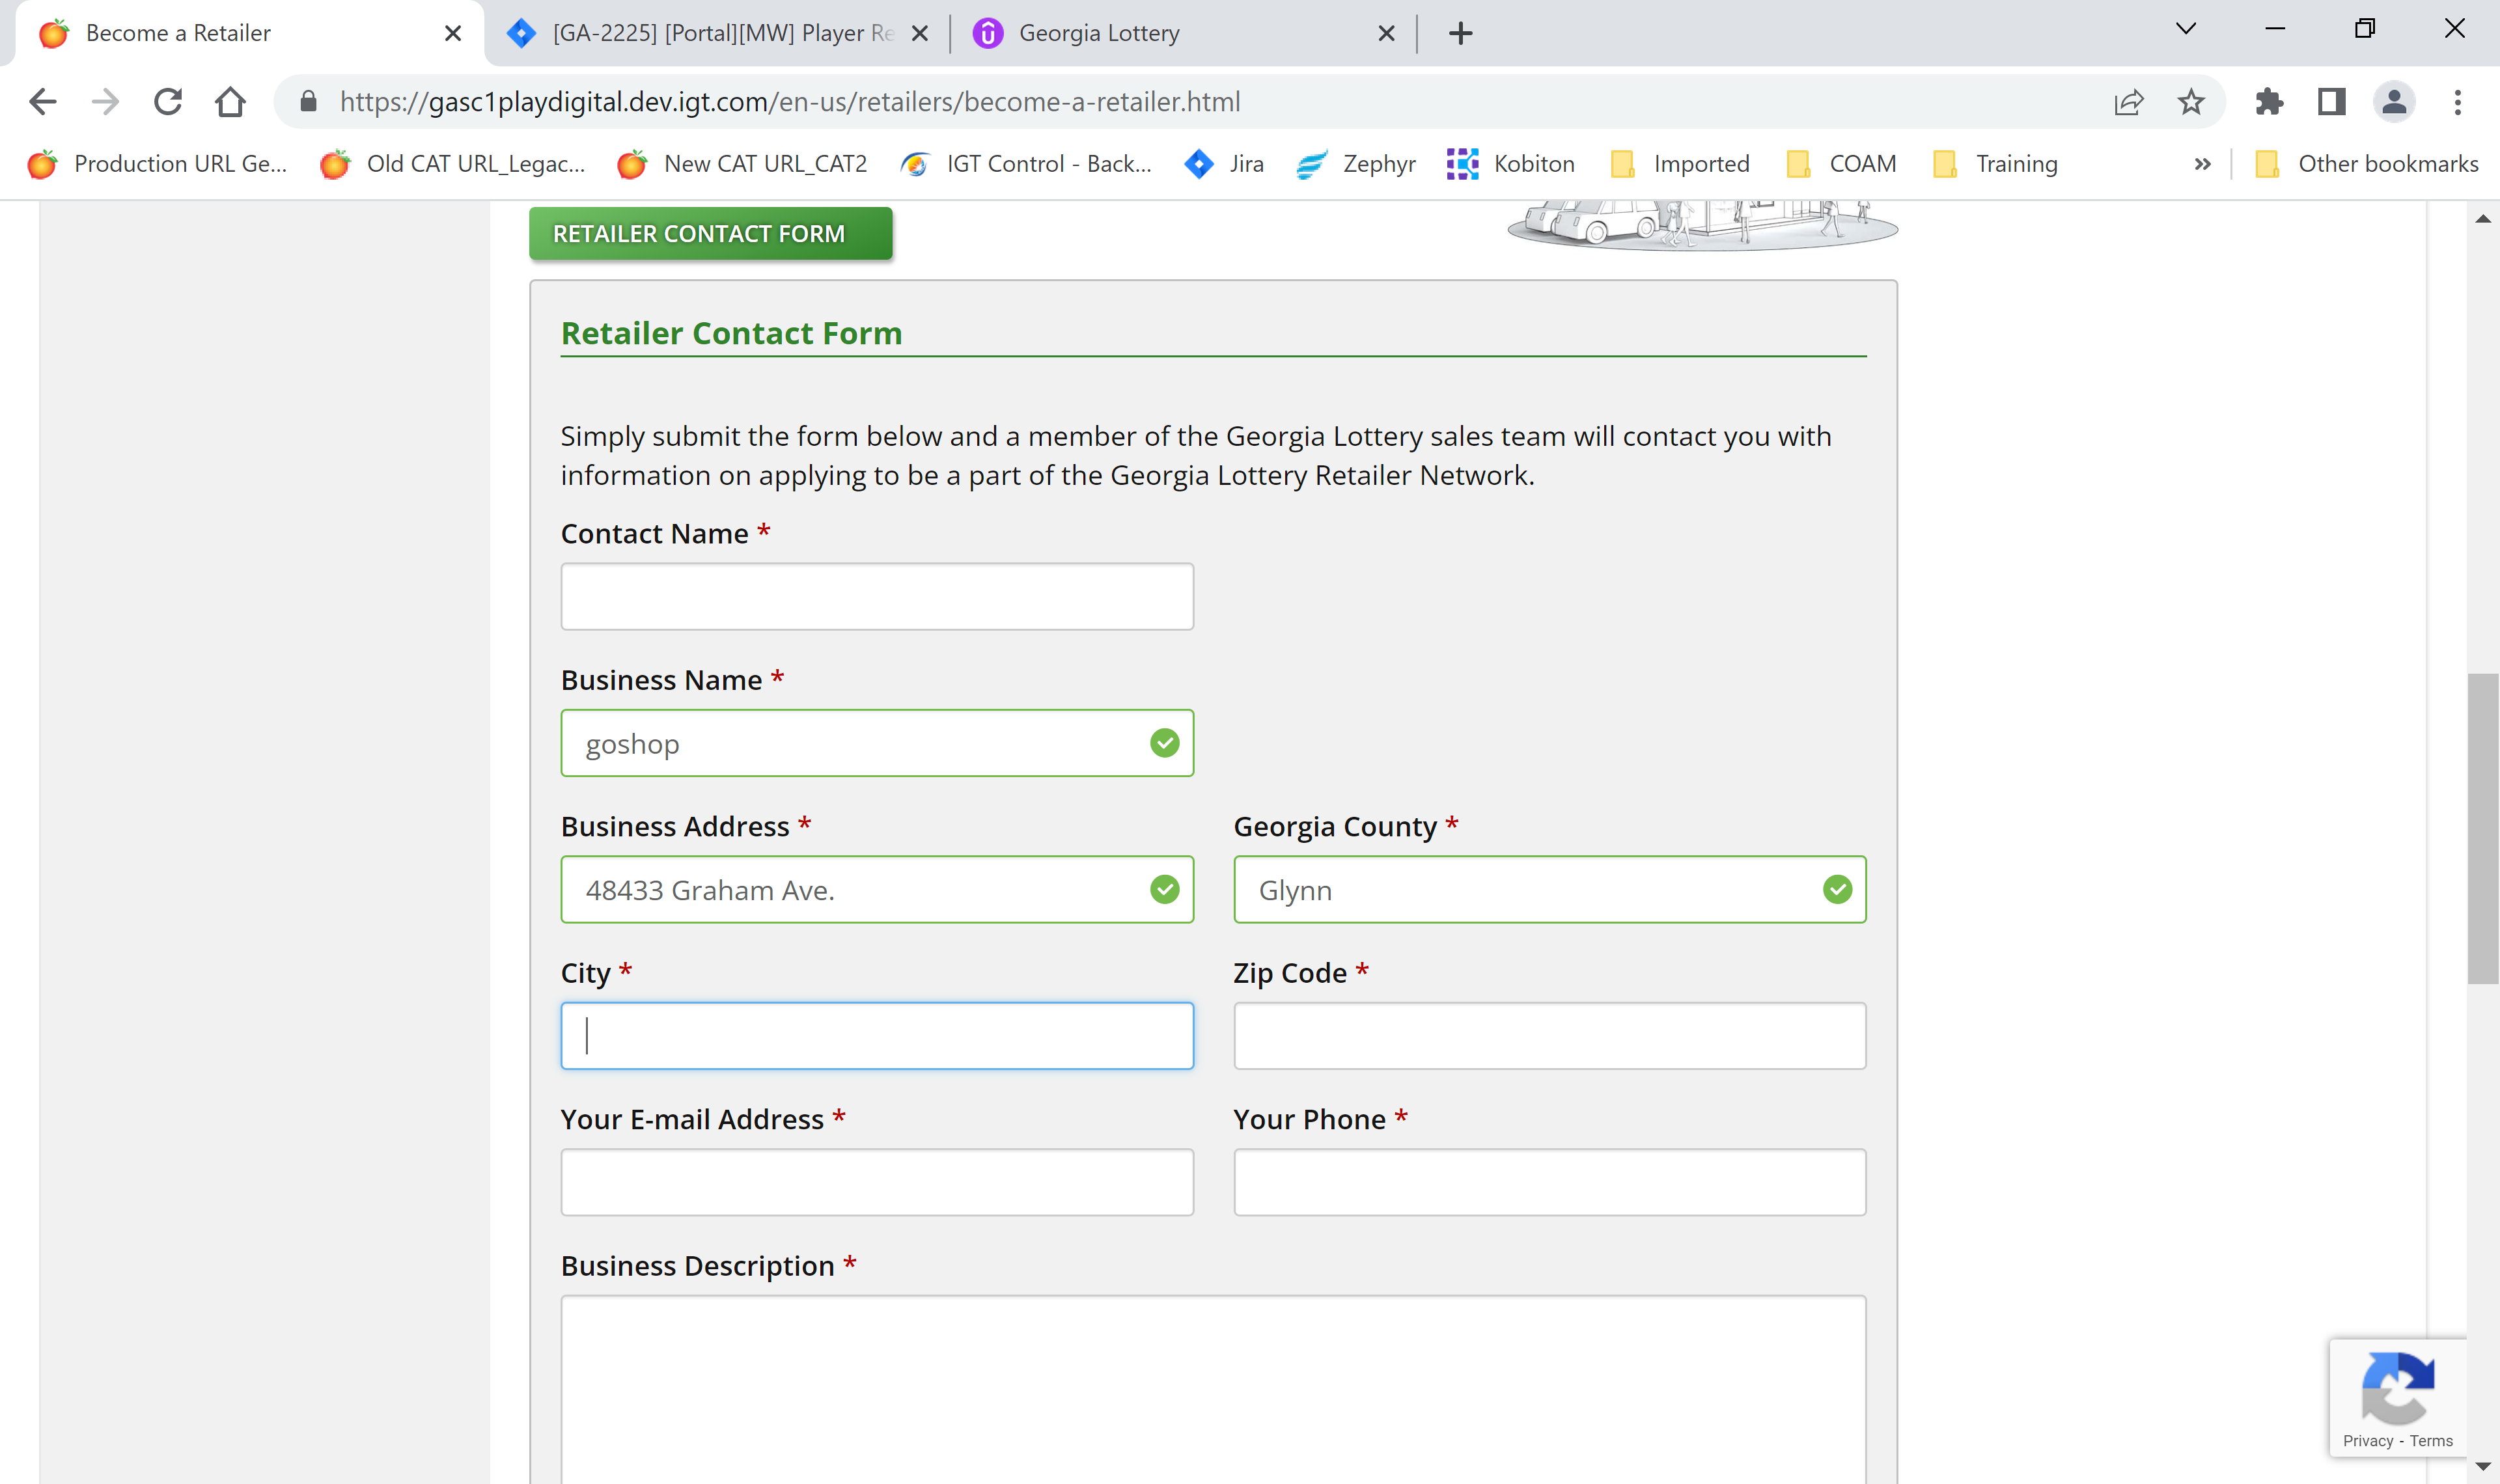 Become a Retailer
[GA-2225] [Portal][MW] Player Re
Georgia Lottery
https://gasc1playdigital.dev.igt.com/en-us/retailers/become-a-retailer.html
Production URL Ge...
Old CAT URL_Legac...
New CAT URL_CAT2
IGT Control - Back...
Jira
Zephyr
Kobiton
Imported
COAM
Training
»
Other bookmarks
RETAILER CONTACT FORM
Retailer Contact Form
Simply submit the form below and a member of the Georgia Lottery sales team will contact you with
information on applying to be a part of the Georgia Lottery Retailer Network.
Contact Name *
Business Name *
goshop
Business Address *
Georgia County *
48433 Graham Ave.
Glynn
City *
Zip Code *
Your E-mail Address *
Your Phone *
Business Description *
Privacy - Terms